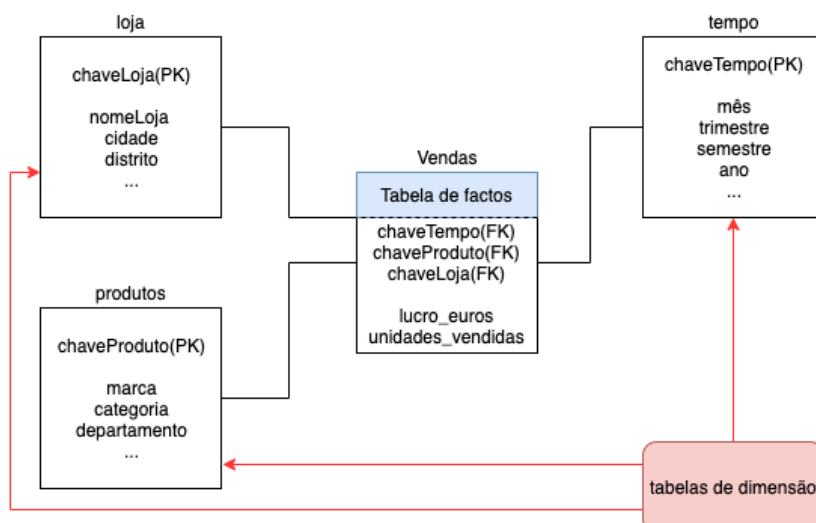 loja
chaveLoja(PK)
nomeLoja
cidade
distrito
...
tempo
chaveTempo(PK)
mês
trimestre
semestre
ano
...
Vendas
Tabela de factos
chaveTempo(FK)
chaveProduto(FK)
chaveLoja(FK)
lucro_euros
unidades_vendidas
produtos
chaveProduto(PK)
marca
categoria
departamento
...
tabelas de dimensão